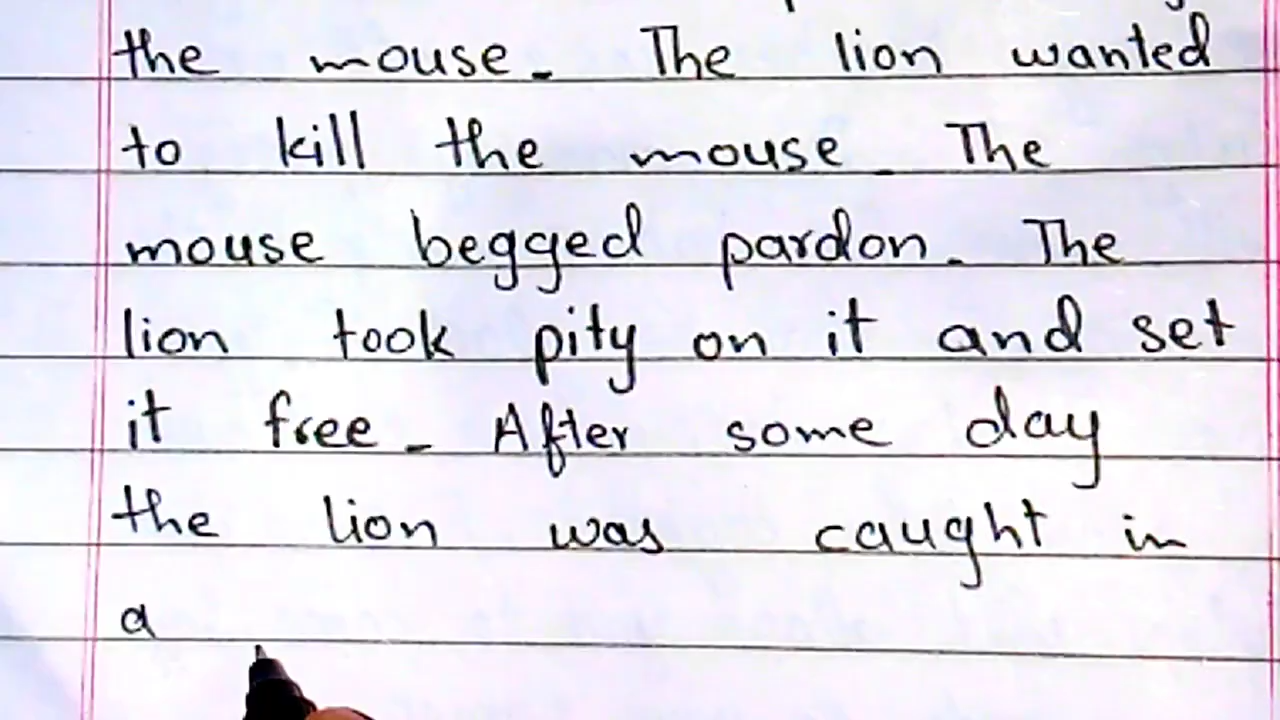 the mouse. The lion wanted
to kill the mouse. The
mouse begged pardon. The
lion took pity on it and set
it free. After some day
the lion was caught in
a